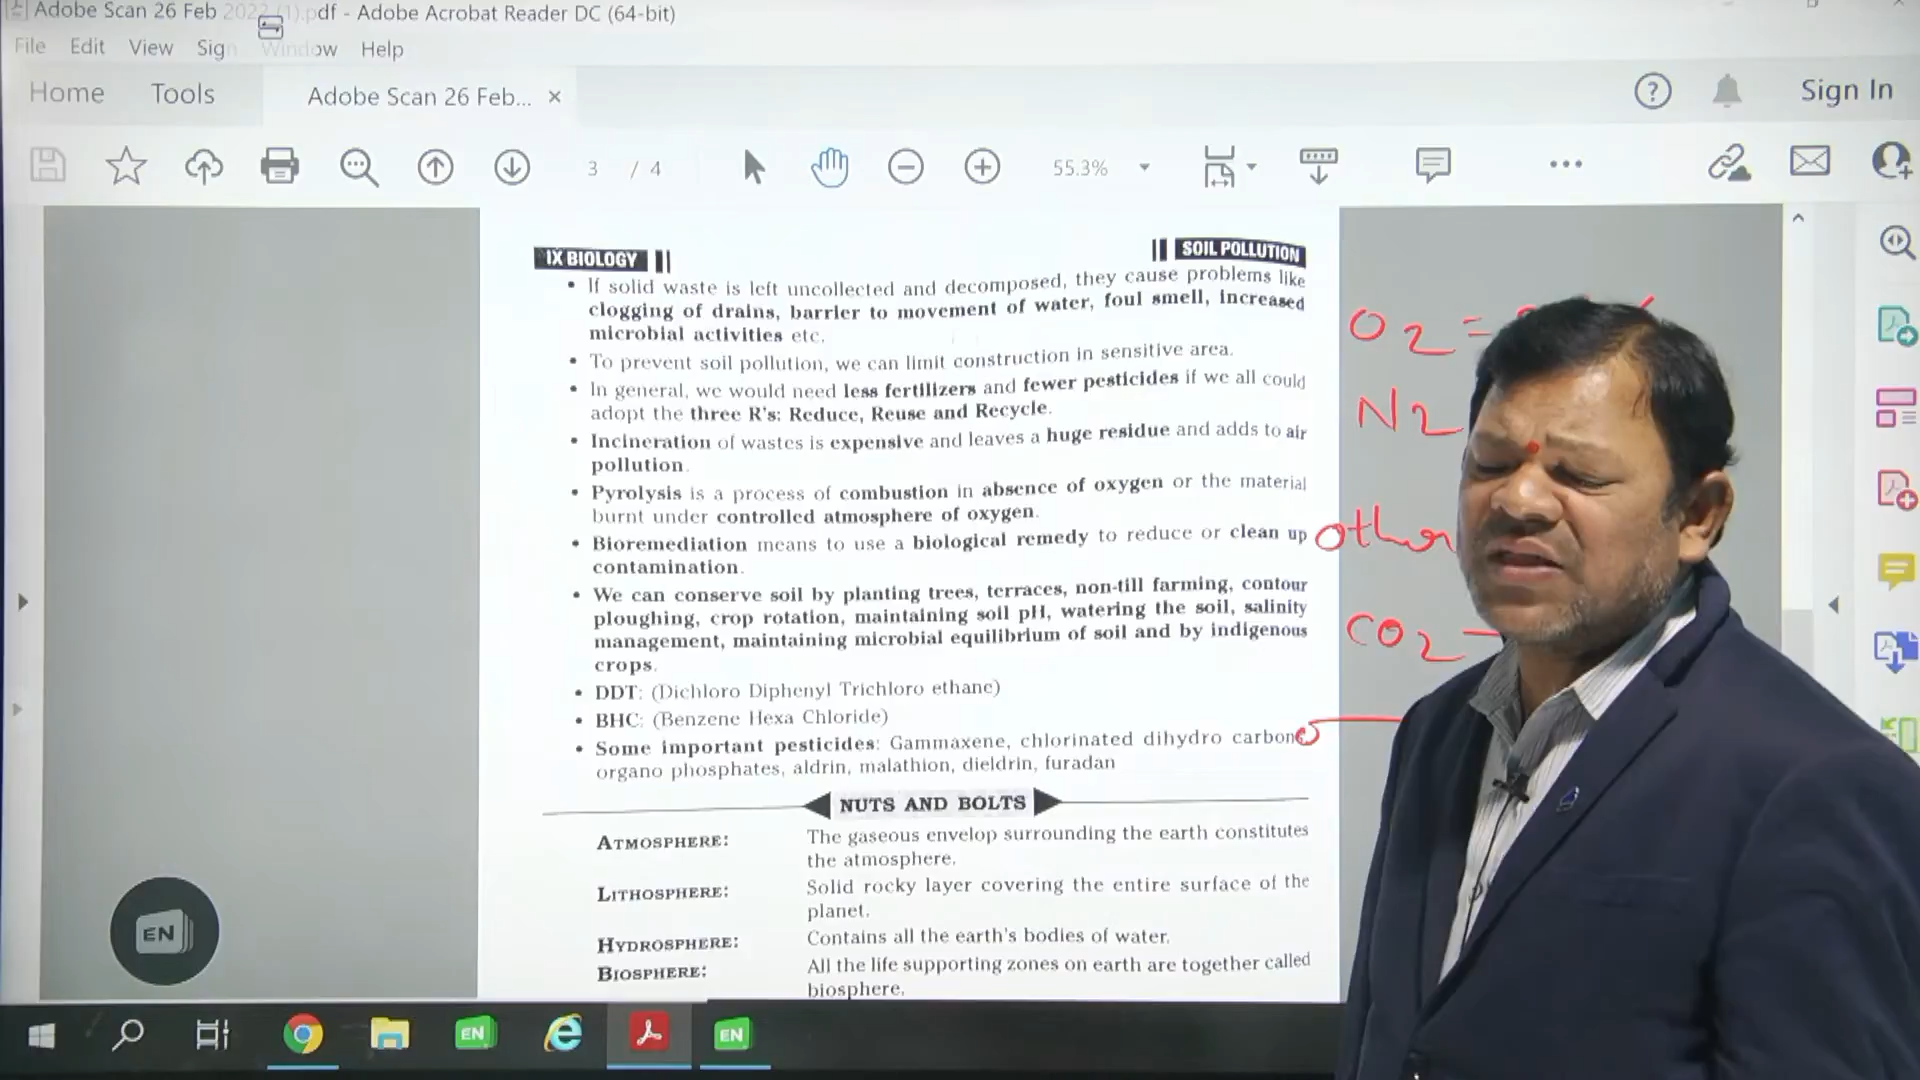 Adobe Scan 26 Feb 2022 (1).pdf - Adobe Acrobat Reader DC (64-bit)
File Edit View Sign Window Help
Home Tools Adobe Scan 26 Feb... × Sign In
3 / 4 55.3%
IX BIOLOGY SOIL POLLUTION
• If solid waste is left uncollected and decomposed, they cause problems like
clogging of drains, barrier to movement of water, foul smell, increased
microbial activities etc.
• To prevent soil pollution, we can limit construction in sensitive area.
• In general, we would need less fertilizers and fewer pesticides if we all could
adopt the three R's: Reduce, Reuse and Recycle.
• Incineration of wastes is expensive and leaves a huge residue and adds to air
pollution.
• Pyrolysis is a process of combustion in absence of oxygen or the material
burnt under controlled atmosphere of oxygen.
• Bioremediation means to use a biological remedy to reduce or clean up
contamination.
• We can conserve soil by planting trees, terraces, non-till farming, contour
ploughing, crop rotation, maintaining soil pH, watering the soil, salinity
management, maintaining microbial equilibrium of soil and by indigenous
crops.
• DDT: (Dichloro Diphenyl Trichloro ethane)
• BHC: (Benzene Hexa Chloride)
• Some important pesticides: Gammaxene, chlorinated dihydro carbons
organo phosphates, aldrin, malathion, dieldrin, furadan
NUTS AND BOLTS
ATMOSPHERE: The gaseous envelop surrounding the earth constitutes
the atmosphere.
LITHOSPHERE: Solid rocky layer covering the entire surface of the
planet.
HYDROSPHERE: Contains all the earth's bodies of water.
BIOSPHERE: All the life supporting zones on earth are together called
biosphere.
O2 =
N2
other
CO2 -
EN
EN
EN